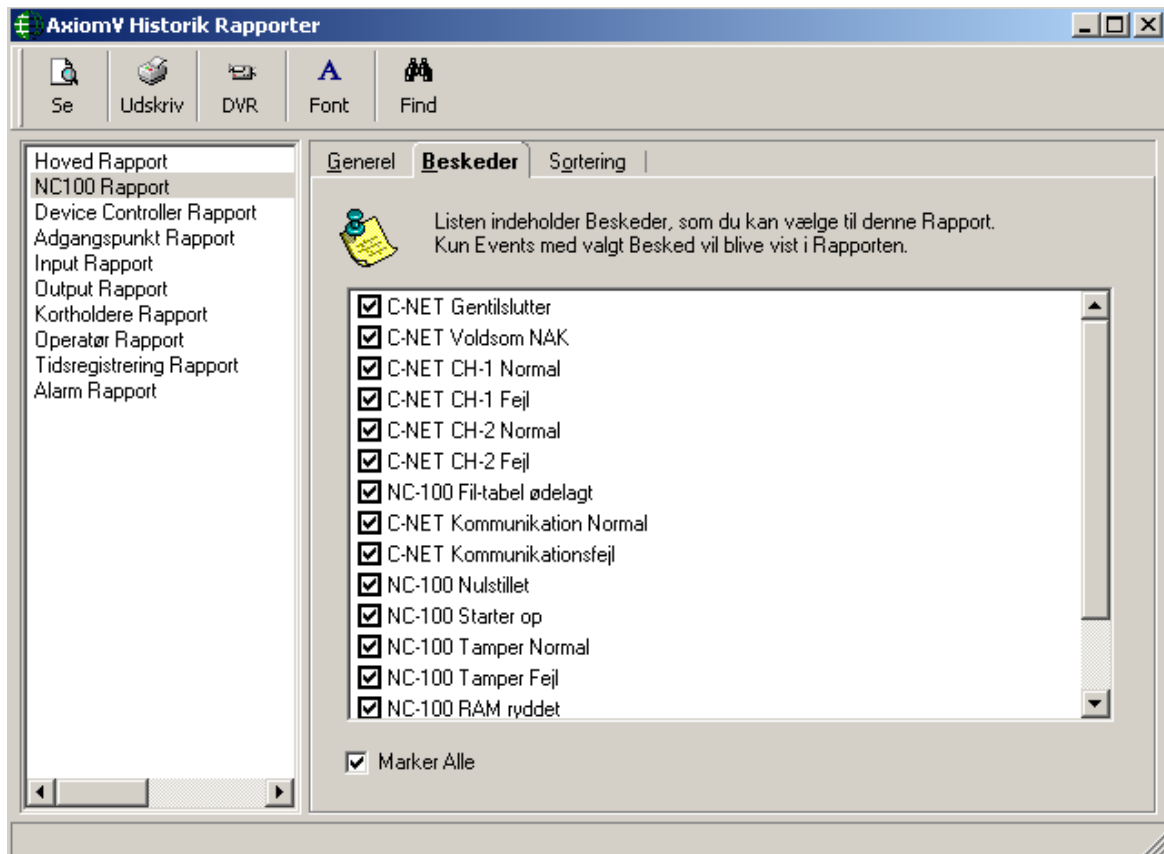 AxiomV Historik Rapporter
Se Udskriv DVR Font Find
Hoved Rapport
NC100 Rapport
Device Controller Rapport
Adgangspunkt Rapport
Input Rapport
Output Rapport
Kortholdere Rapport
Operatør Rapport
Tidsregistrering Rapport
Alarm Rapport
Generel Beskeder Sortering
Listen indeholder Beskeder, som du kan vælge til denne Rapport.
Kun Events med valgt Besked vil blive vist i Rapporten.
C-NET Gentilslutter
C-NET Voldsom NAK
C-NET CH-1 Normal
C-NET CH-1 Fejl
C-NET CH-2 Normal
C-NET CH-2 Fejl
NC-100 Fil-tabel ødelagt
C-NET Kommunikation Normal
C-NET Kommunikationsfejl
NC-100 Nulstillet
NC-100 Starter op
NC-100 Tamper Normal
NC-100 Tamper Fejl
NC-100 RAM ryddet
Marker Alle